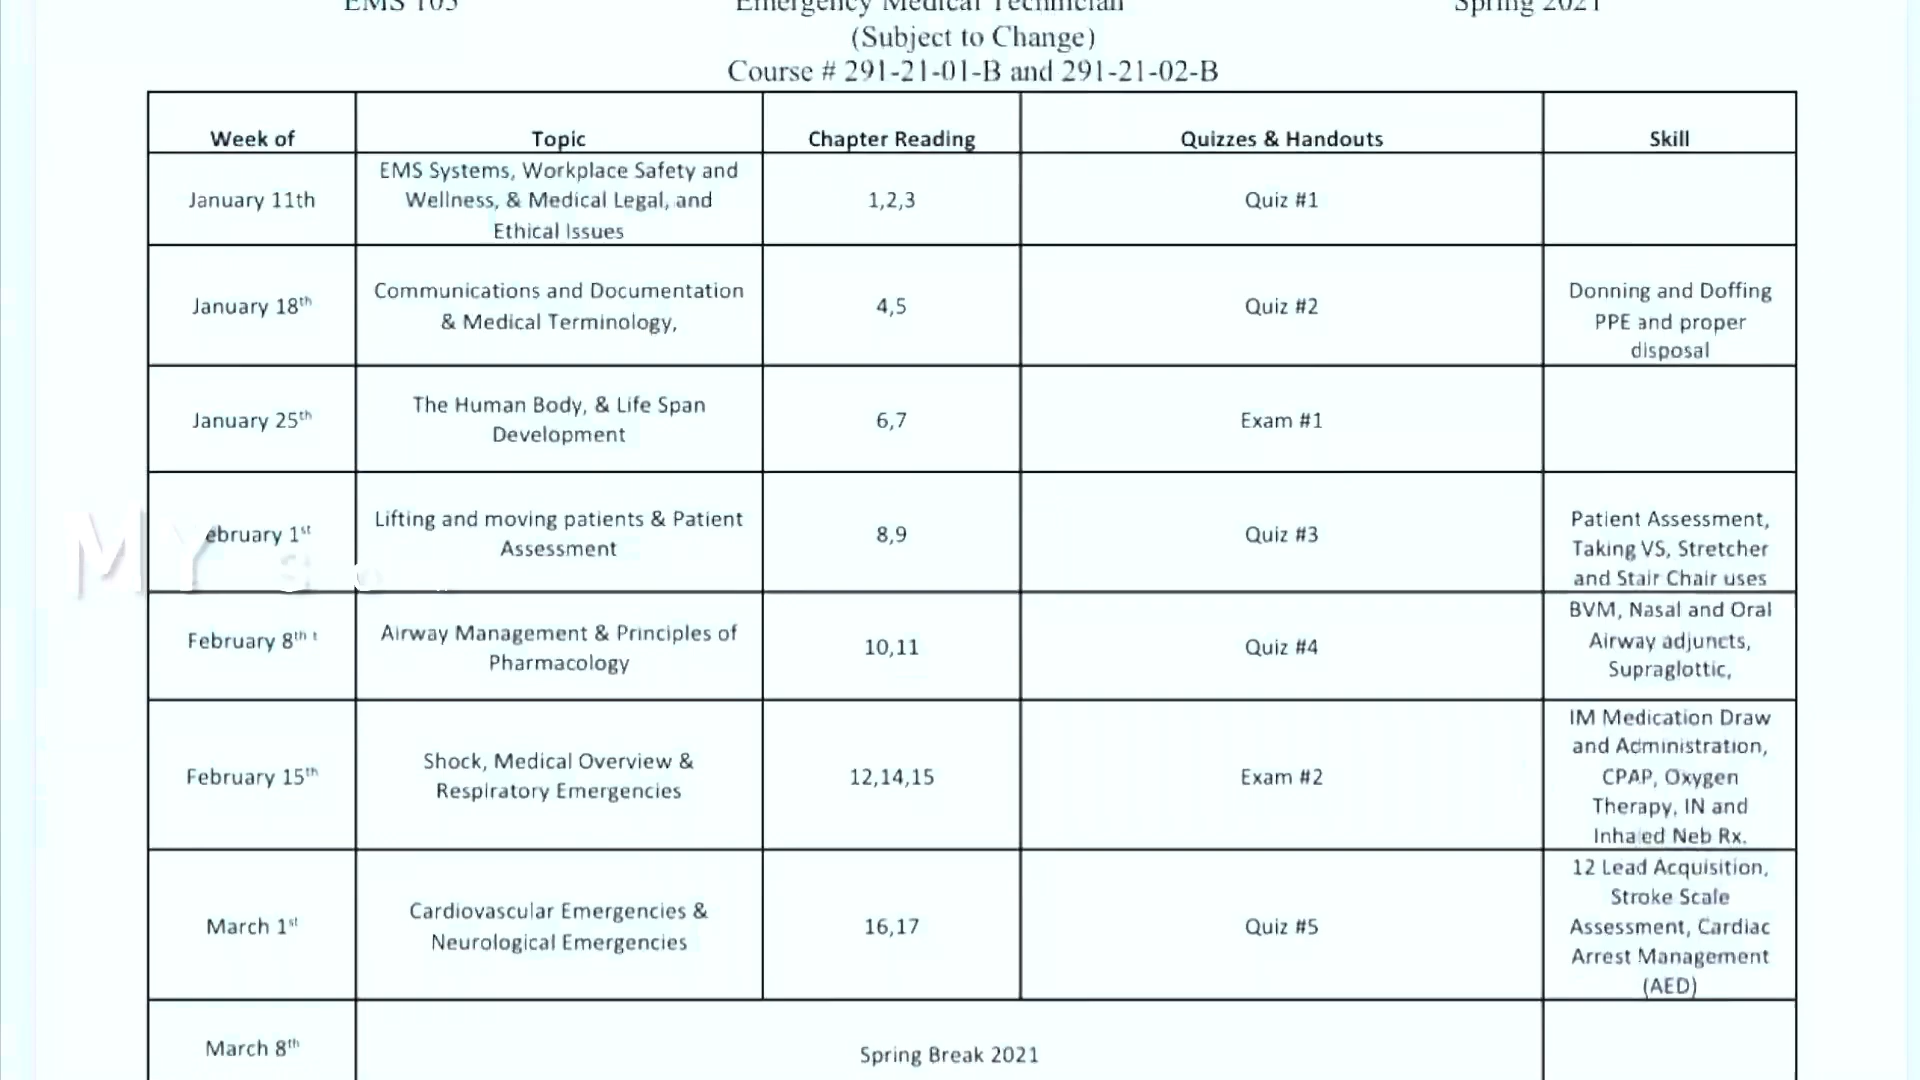 EMS 105 Emergency Medical Technician Spring 2021
(Subject to Change)
Course # 291-21-01-B and 291-21-02-B
Week of Topic Chapter Reading Quizzes & Handouts Skill
January 11th
EMS Systems, Workplace Safety and
Wellness, & Medical Legal, and
Ethical Issues
1,2,3
Quiz #1
January 18th
Communications and Documentation
& Medical Terminology,
4,5
Quiz #2
Donning and Doffing
PPE and proper
disposal
January 25th
The Human Body, & Life Span
Development
6,7
Exam #1
ebruary 1st
Lifting and moving patients & Patient
Assessment
8,9
Quiz #3
Patient Assessment,
Taking VS, Stretcher
and Stair Chair uses
MY
February 8th t
Airway Management & Principles of
Pharmacology
10,11
Quiz #4
BVM, Nasal and Oral
Airway adjuncts,
Supraglottic,
February 15th
Shock, Medical Overview &
Respiratory Emergencies
12,14,15
Exam #2
IM Medication Draw
and Administration,
CPAP, Oxygen
Therapy, IN and
Inhaled Neb Rx.
March 1st
Cardiovascular Emergencies &
Neurological Emergencies
16,17
Quiz #5
12 Lead Acquisition,
Stroke Scale
Assessment, Cardiac
Arrest Management
(AED)
March 8th
Spring Break 2021